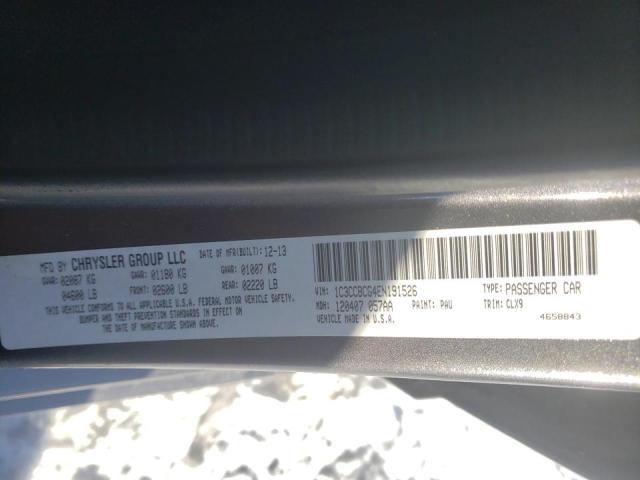 MFD BY CHRYSLER GROUP LLC DATE OF MFR(BUILT): 12-13
GVWR: 02087 KG GAWR: 01180 KG GAWR: 01007 KG
04600 LB FRONT: 02600 LB REAR: 02220 LB
THIS VEHICLE CONFORMS TO ALL APPLICABLE U.S.A. FEDERAL MOTOR VEHICLE SAFETY,
BUMPER AND THEFT PREVENTION STANDARDS IN EFFECT ON
THE DATE OF MANUFACTURE SHOWN ABOVE.
VIN: 1C3CCBCG4EN191526 TYPE: PASSENGER CAR
MDH: 120407 057AA PAINT: PAU TRIM: CLX9
VEHICLE MADE IN U.S.A. 4658843